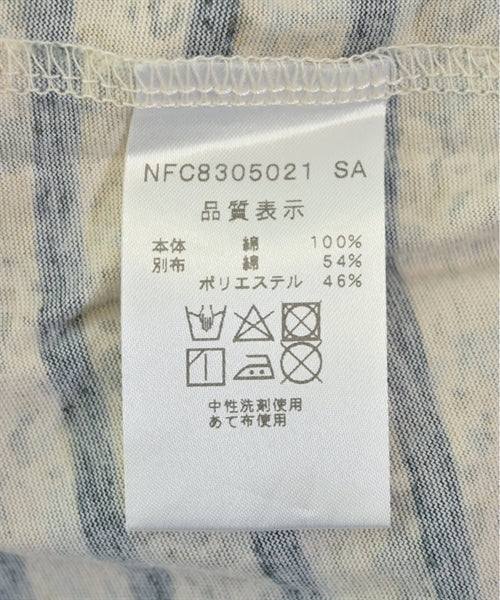 NFC8305021 SA
品質表示
本体 綿 100%
別布 綿 54%
ポリエステル 46%
中性洗剤使用
あて布使用